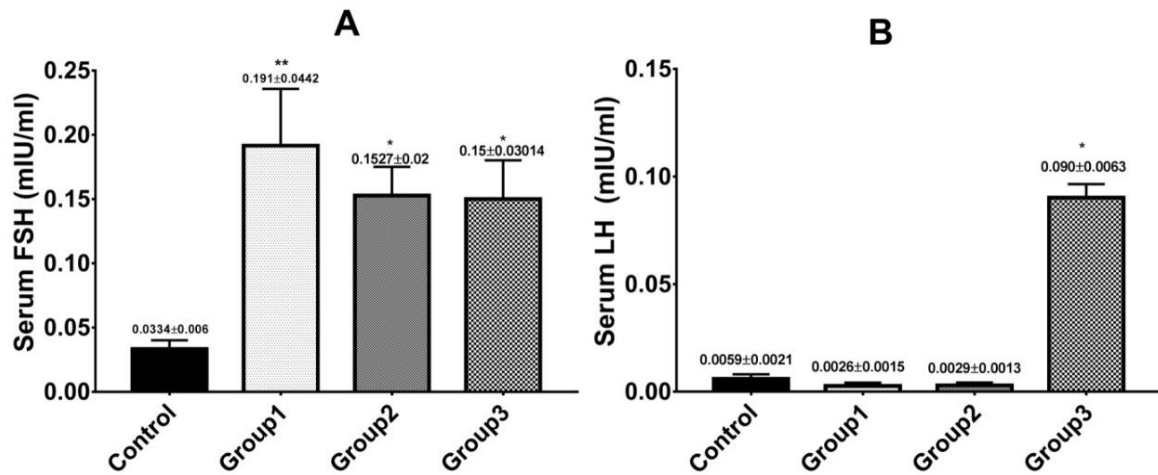 A
Serum FSH (mIU/ml)
0.25
0.20
0.15
0.10
0.05
0.00
0.0334±0.006
**
0.191±0.0442
*
0.1527±0.02
*
0.15±0.03014
Control
Group1
Group2
Group3
B
Serum LH (mIU/ml)
0.15
0.10
0.05
0.00
0.0059±0.0021
0.0026±0.0015
0.0029±0.0013
*
0.090±0.0063
Control
Group1
Group2
Group3